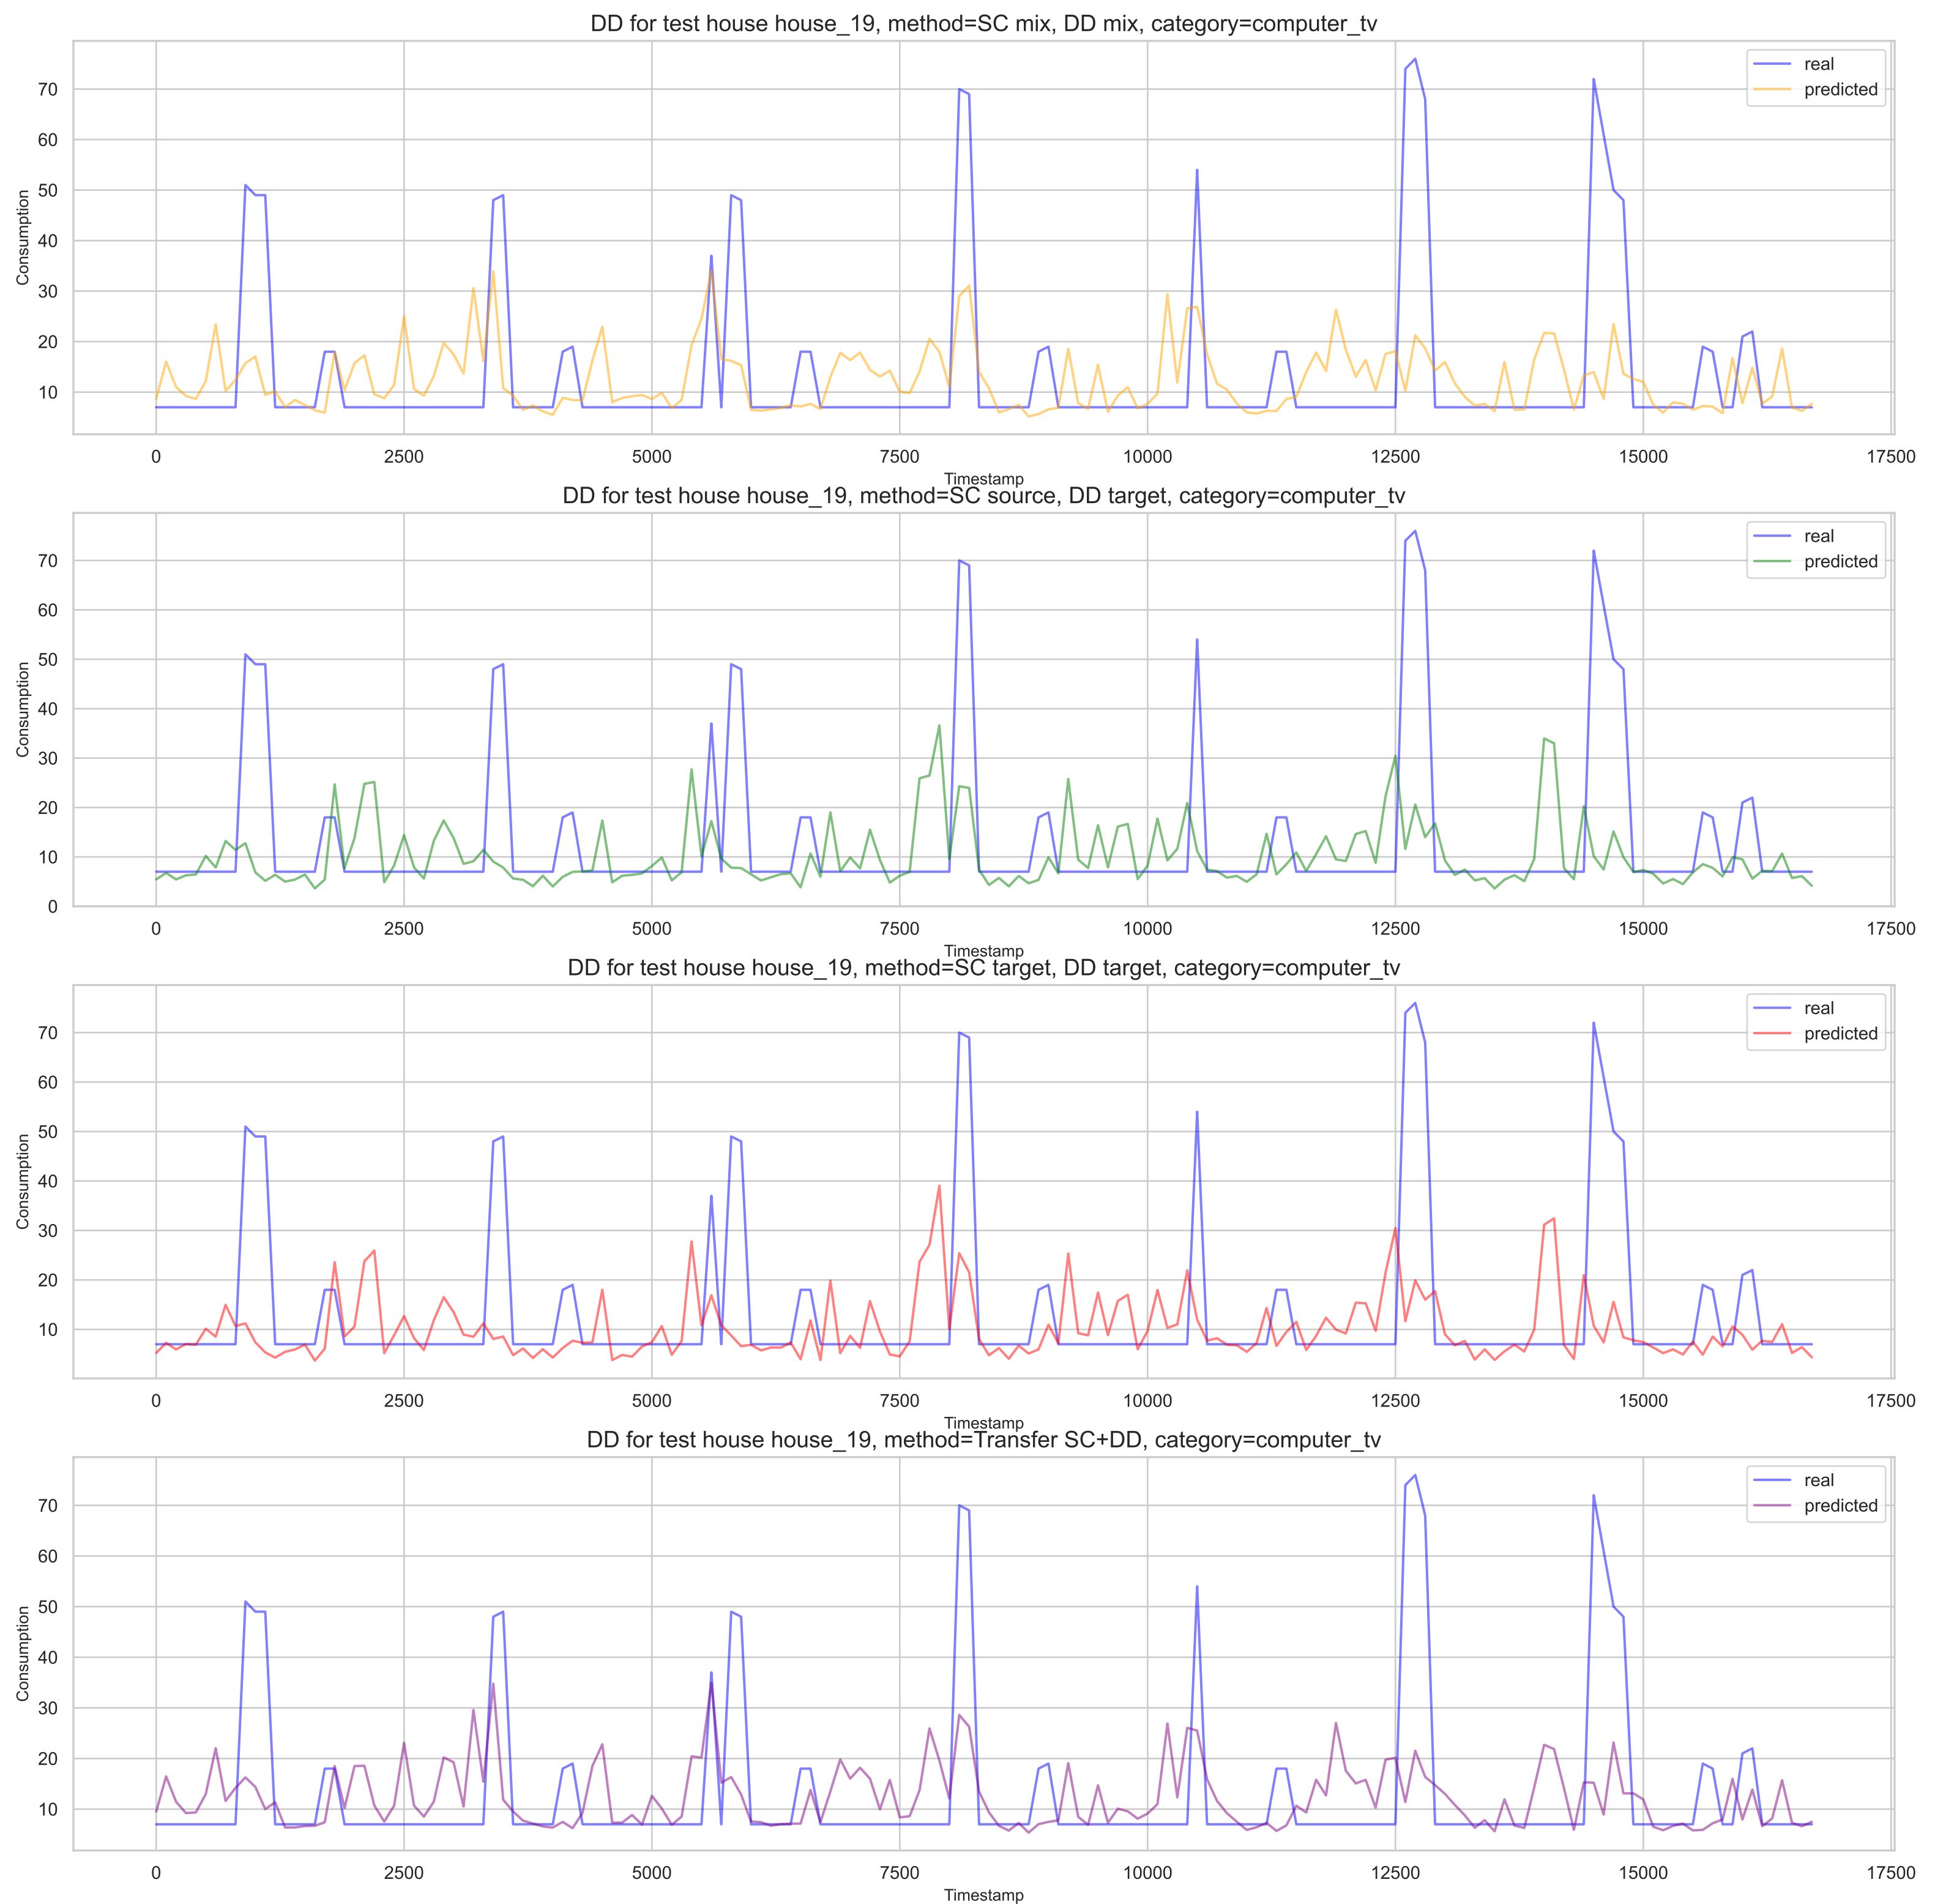 DD for test house house_19, method=SC mix, DD mix, category=computer_tv
real
predicted
Consumption
70
60
50
40
30
20
10
0 2500 5000 7500 10000 12500 15000 17500
Timestamp
DD for test house house_19, method=SC source, DD target, category=computer_tv
real
predicted
Consumption
70
60
50
40
30
20
10
0
0 2500 5000 7500 10000 12500 15000 17500
Timestamp
DD for test house house_19, method=SC target, DD target, category=computer_tv
real
predicted
Consumption
70
60
50
40
30
20
10
0 2500 5000 7500 10000 12500 15000 17500
Timestamp
DD for test house house_19, method=Transfer SC+DD, category=computer_tv
real
predicted
Consumption
70
60
50
40
30
20
10
0 2500 5000 7500 10000 12500 15000 17500
Timestamp